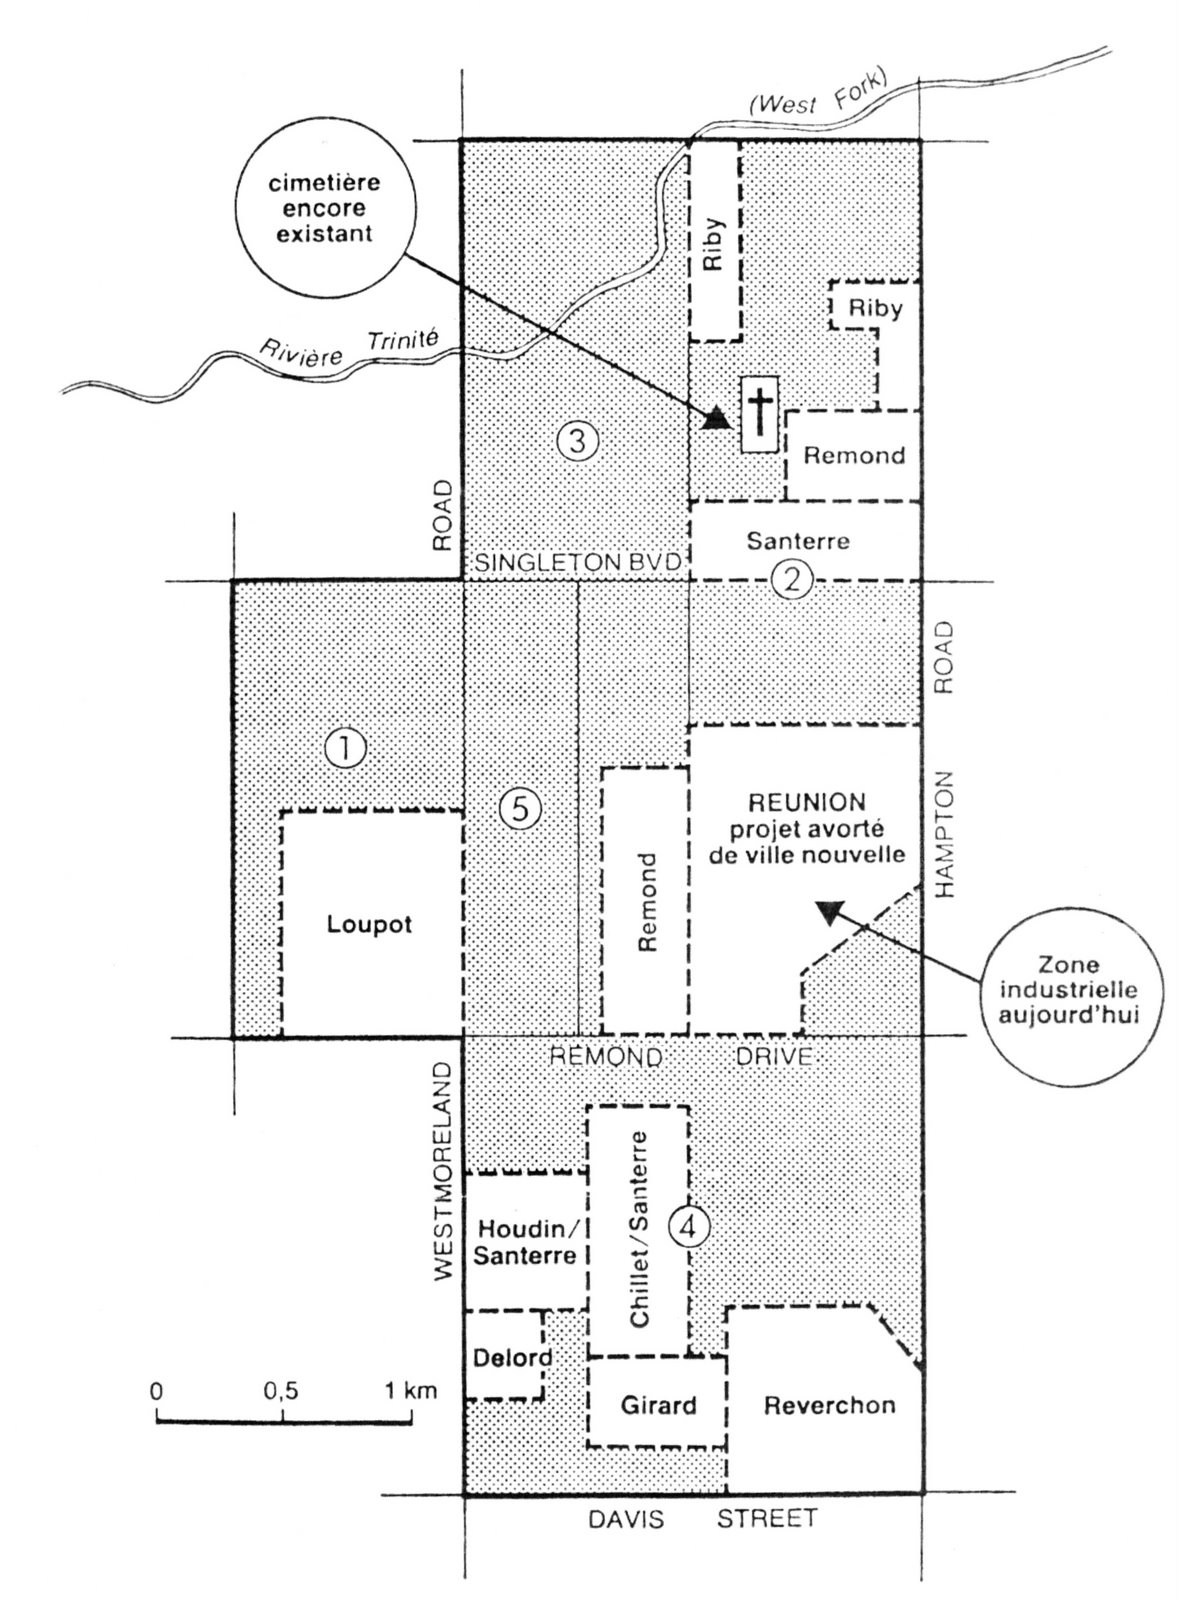 (West Fork)
cimetière
encore
existant
Riby
Riby
Rivière Trinité
3
Remond
ROAD
Santerre
SINGLETON BVD
2
ROAD
1
5
REUNION
projet avorté
de ville nouvelle
HAMPTON
Remond
Loupot
Zone
industrielle
aujourd'hui
REMOND DRIVE
WESTMORELAND
Chillet/Santerre
4
Houdin/
Santerre
Delord
0 0,5 1 km
Girard
Reverchon
DAVIS STREET